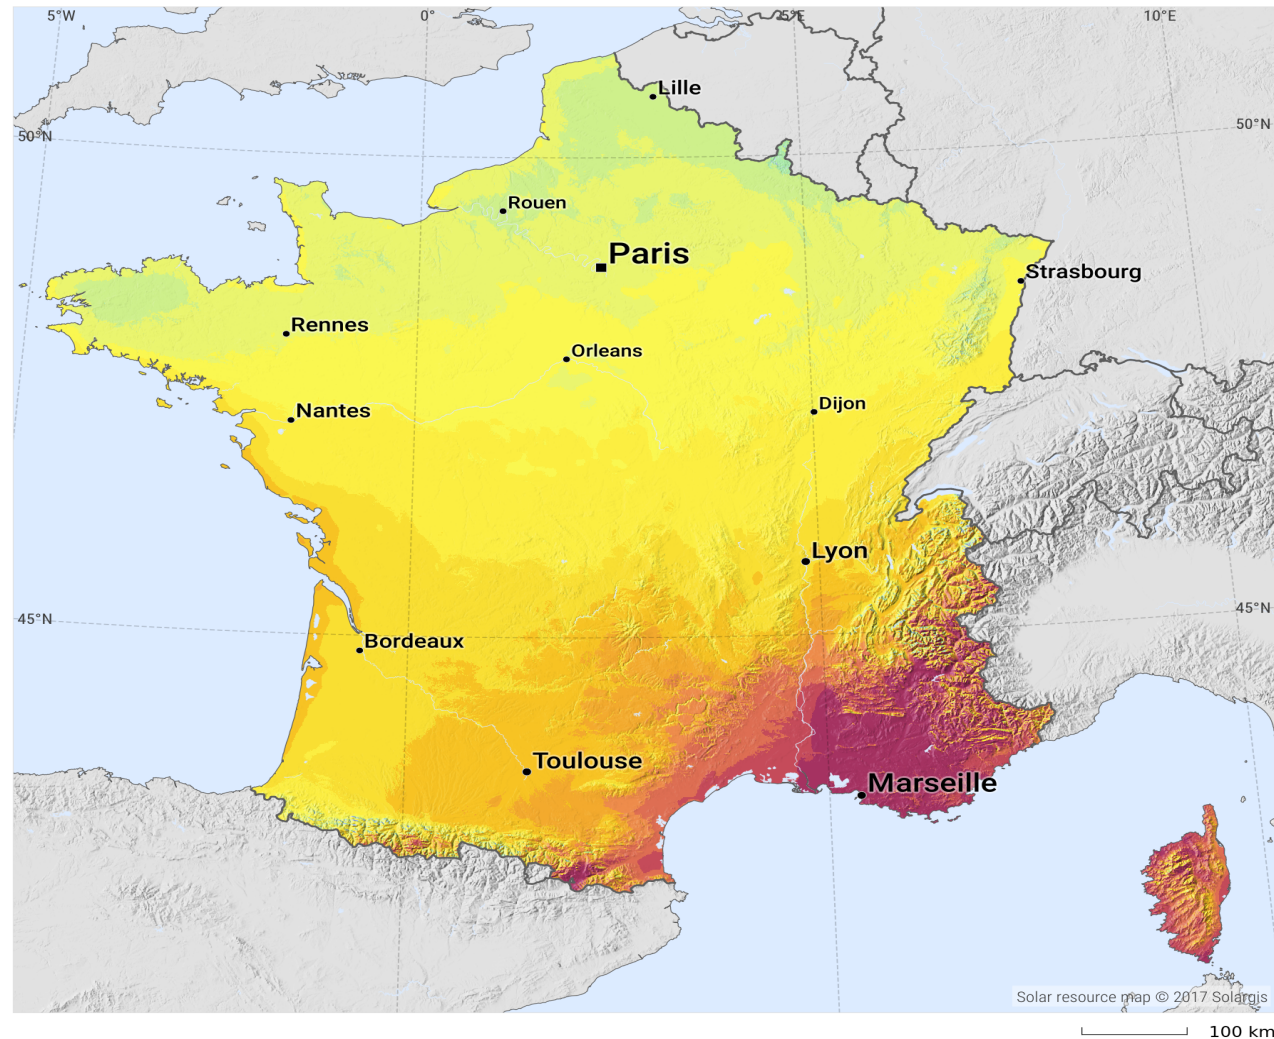 5°W 0° 5°E 10°E
Lille
50°N 50°N
Rouen
Paris
Strasbourg
Rennes
Orleans
Nantes
Dijon
Lyon
45°N 45°N
Bordeaux
Toulouse
Marseille
Solar resource map © 2017 Solargis
100 km